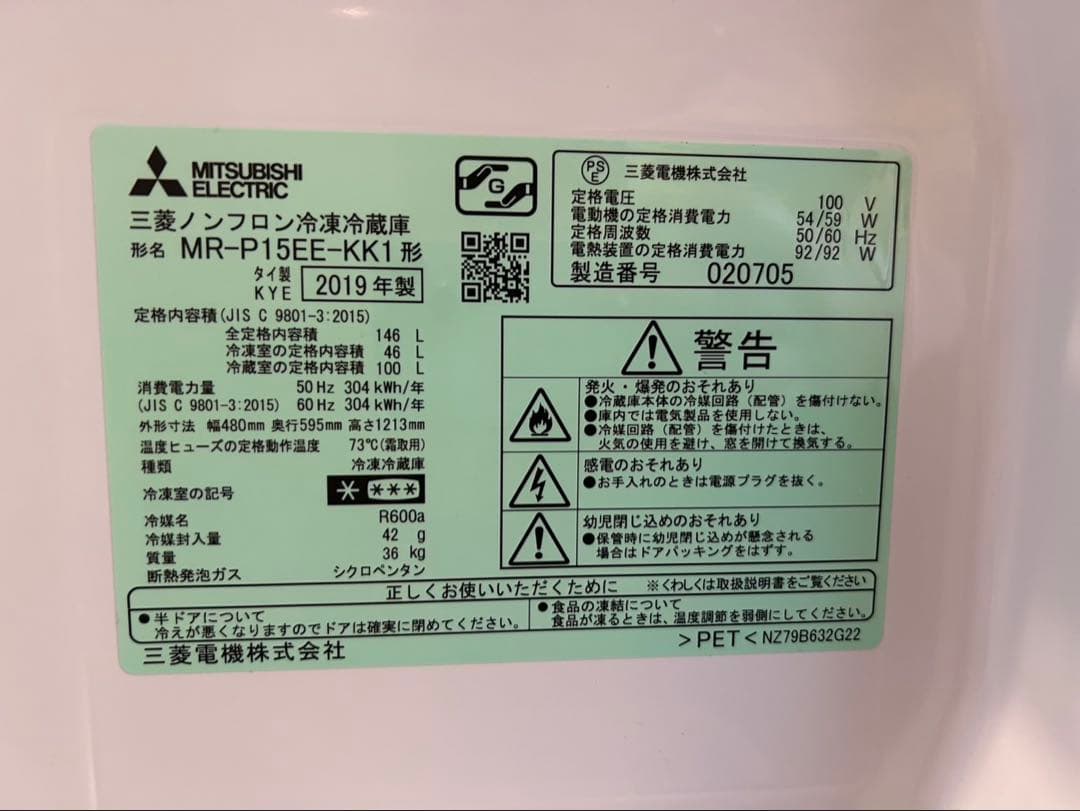 MITSUBISHI
ELECTRIC
三菱ノンフロン冷凍冷蔵庫
形名 MR-P15EE-KK1形
タイ製
KYE 2019年製
定格内容積(JIS C 9801-3:2015)
全定格内容積 146 L
冷凍室の定格内容積 46 L
冷蔵室の定格内容積 100 L
消費電力量 50 Hz 304 kWh/年
(JIS C 9801-3:2015) 60 Hz 304 kWh/年
外形寸法 幅480mm 奥行595mm 高さ1213mm
温度ヒューズの定格動作温度 73℃(霜取用)
種類 冷凍冷蔵庫
冷凍室の記号 * ***
冷媒名 R600a
冷媒封入量 42 g
質量 36 kg
断熱発泡ガス シクロペンタン
G
PS
E 三菱電機株式会社
定格電圧 100 V
電動機の定格消費電力 54/59 W
定格周波数 50/60 Hz
電熱装置の定格消費電力 92/92 W
製造番号 020705
警告
発火・爆発のおそれあり
●冷蔵庫本体の冷媒回路(配管)を傷付けない。
●庫内では電気製品を使用しない。
●冷媒回路(配管)を傷付けたときは、
火気の使用を避け、窓を開けて換気する。
感電のおそれあり
●お手入れのときは電源プラグを抜く。
幼児閉じ込めのおそれあり
●保管時に幼児閉じ込めが懸念される
場合はドアパッキングをはずす。
正しくお使いいただくために ※くわしくは取扱説明書をご覧ください
●半ドアについて
冷えが悪くなりますのでドアは確実に閉めてください。
●食品の凍結について
食品が凍るときは、温度調節を弱側にしてください。
三菱電機株式会社
>PET< NZ79B632G22